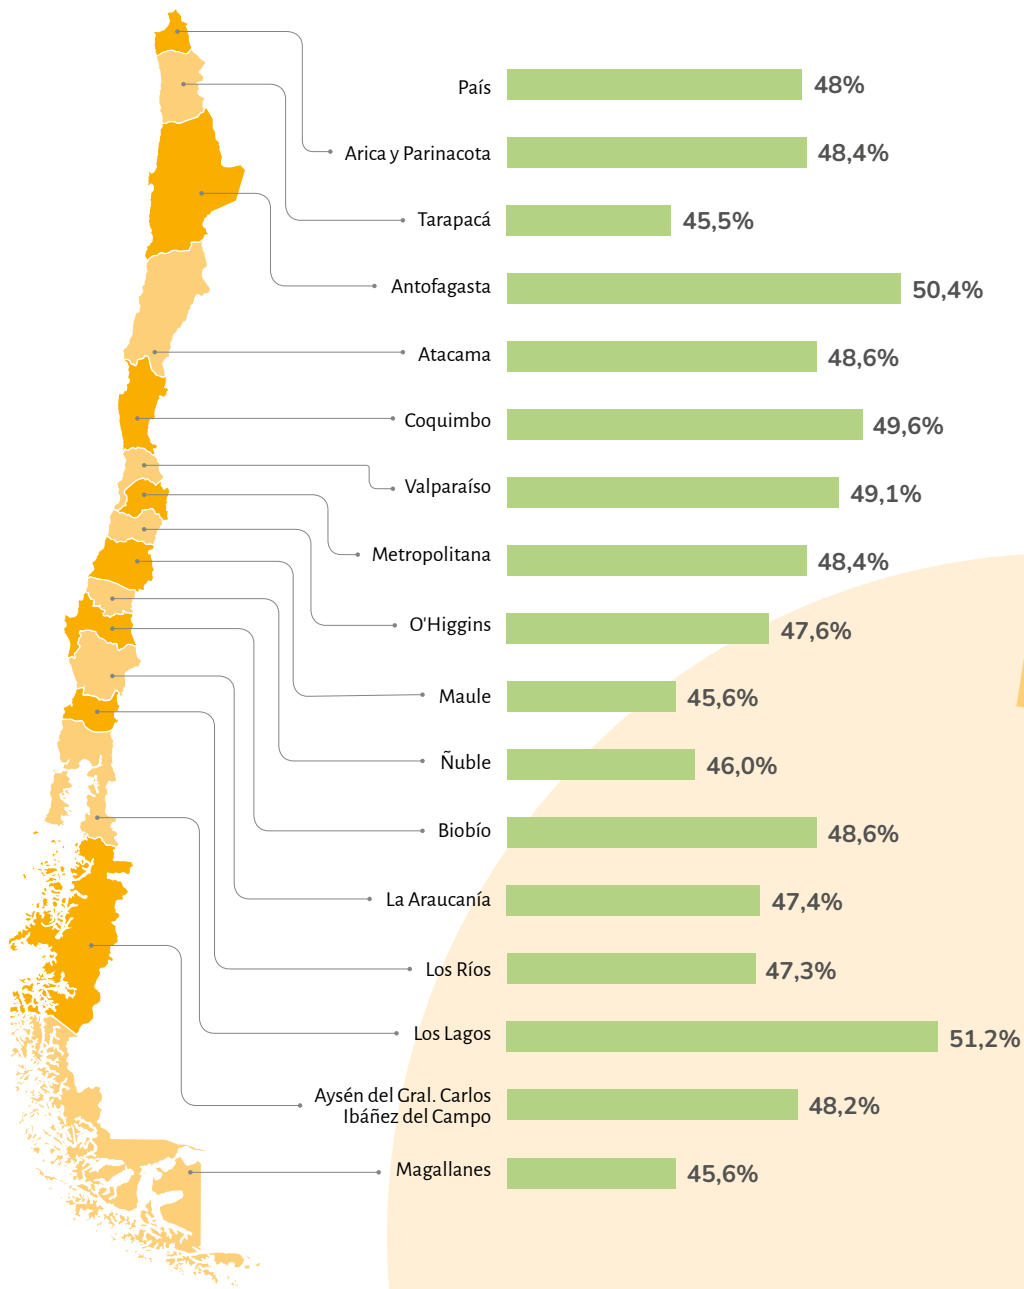 País 48%
Arica y Parinacota 48,4%
Tarapacá 45,5%
Antofagasta 50,4%
Atacama 48,6%
Coquimbo 49,6%
Valparaíso 49,1%
Metropolitana 48,4%
O'Higgins 47,6%
Maule 45,6%
Ñuble 46,0%
Biobío 48,6%
La Araucanía 47,4%
Los Ríos 47,3%
Los Lagos 51,2%
Aysén del Gral. Carlos
Ibáñez del Campo 48,2%
Magallanes 45,6%